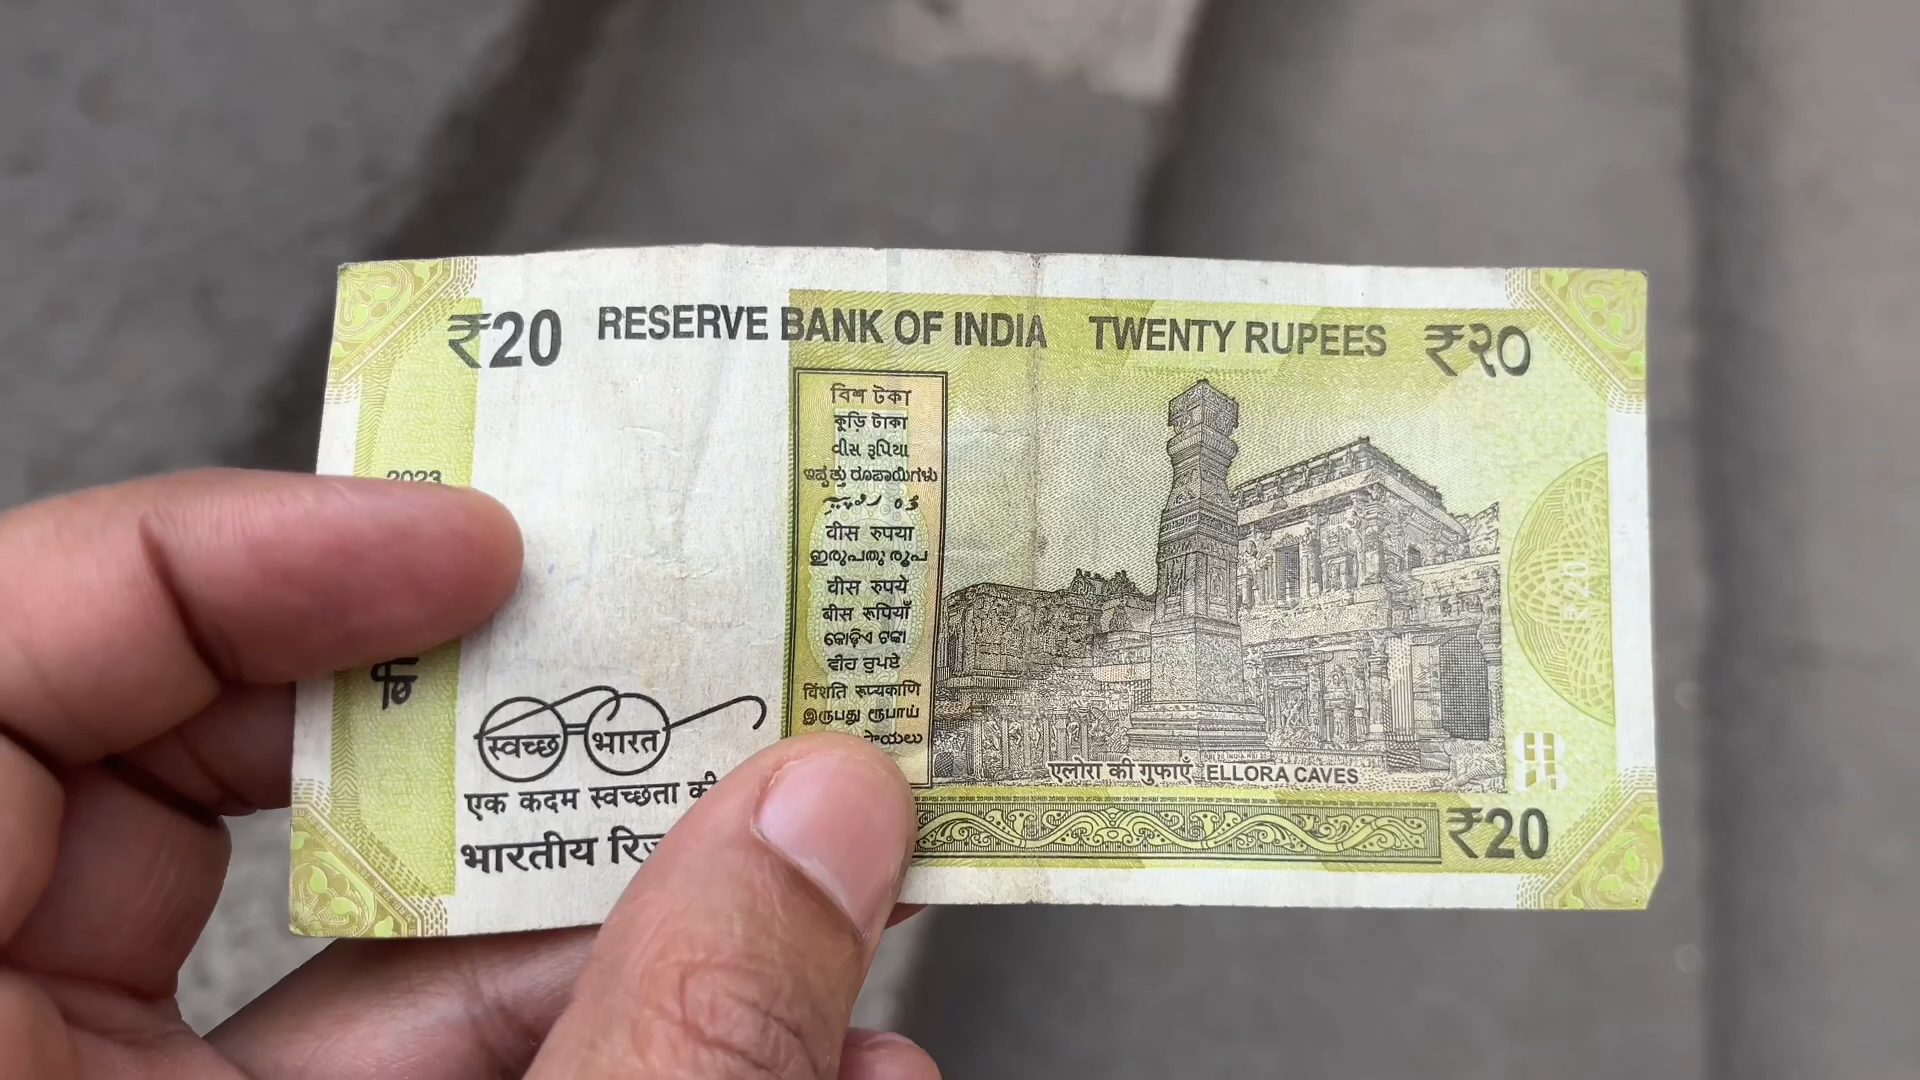 ₹20 RESERVE BANK OF INDIA TWENTY RUPEES ₹२०
2023
বিশ টকা
কুড়ি টাকা
વીસ રૂપિયા
ಇಪ್ಪತ್ತು ರೂಪಾಯಿಗಳು
वीस रुपया
ഇരുപതു രൂപ
वीस रुपये
बीस रुपियाँ
କୋଡ଼ିଏ ଟଙ୍କା
ਵੀਹ ਰੁਪਏ
विंशति रूप्यकाणि
இருபது ரூபாய்
₹20
स्वच्छ भारत
एक कदम स्वच्छता की
भारतीय
एलोरा की गुफाएँ ELLORA CAVES
₹20